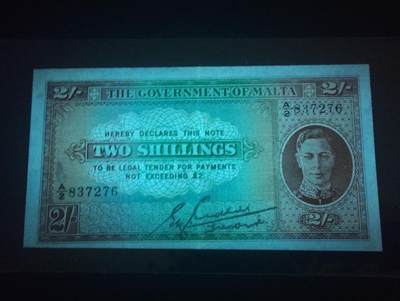 2/- THE GOVERNMENT OF MALTA 2/-
A/2 837276
HEREBY DECLARES THIS NOTE
TWO SHILLINGS
TO BE LEGAL TENDER FOR PAYMENTS
NOT EXCEEDING £2.
A/2 837276
2/- 2/-